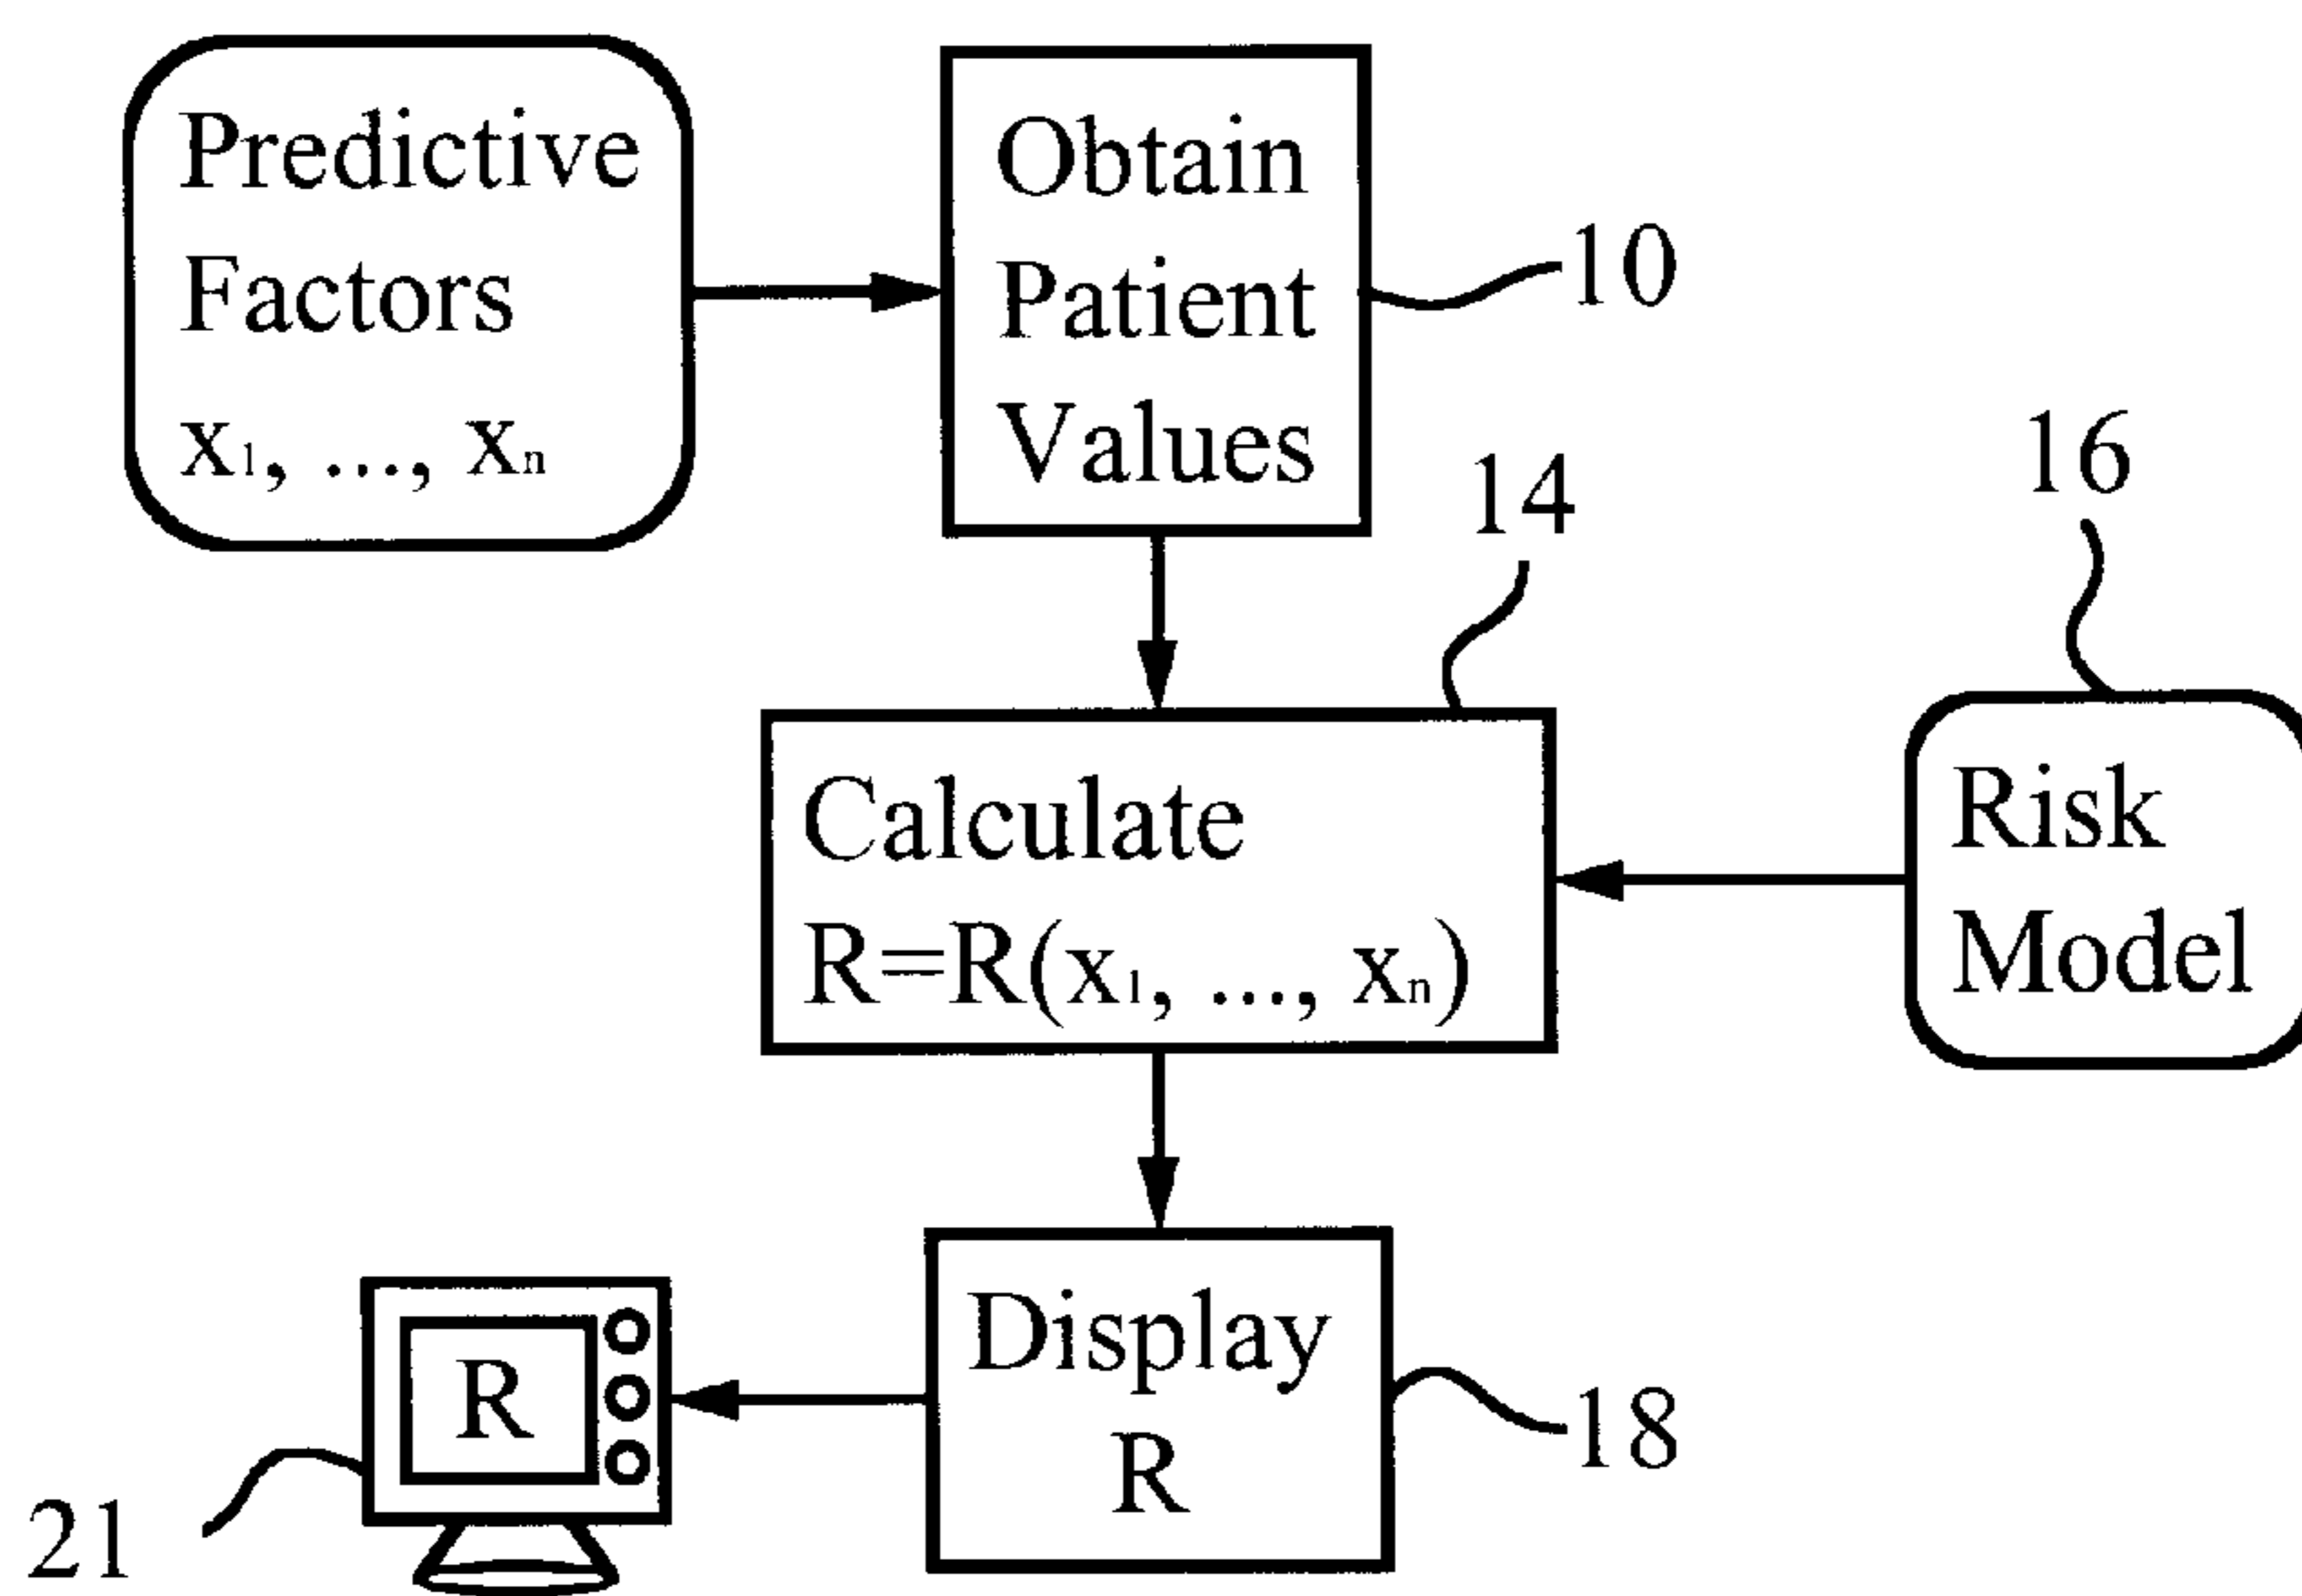 Predictive
Factors
x₁, ..., xₙ
Obtain
Patient
Values
10
14
16
Calculate
R=R(x₁, ..., xₙ)
Risk
Model
Display
R
18
R
21